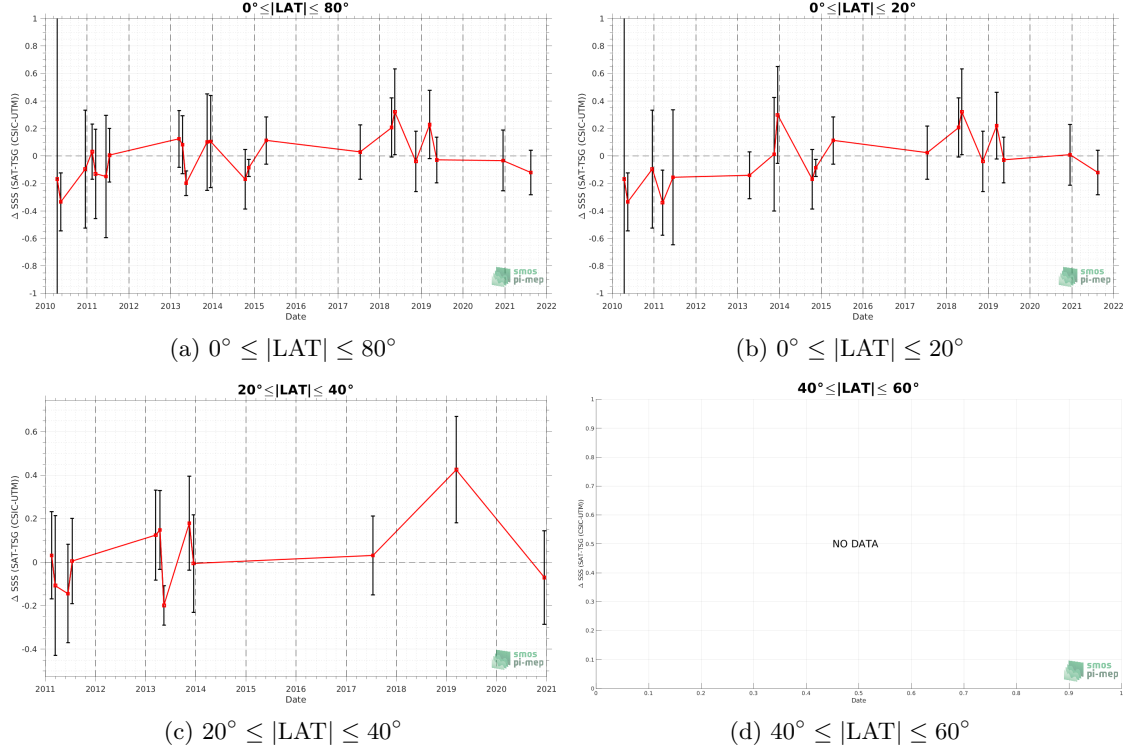 0°≤|LAT|≤ 80°
Δ SSS (SAT-TSG (CSIC-UTM))
1
0.8
0.6
0.4
0.2
0
-0.2
-0.4
-0.6
-0.8
-1
2010 2011 2012 2013 2014 2015 2016 2017 2018 2019 2020 2021 2022
Date
smos
pi-mep
(a) 0° ≤ |LAT| ≤ 80°
0°≤|LAT|≤ 20°
Δ SSS (SAT-TSG (CSIC-UTM))
1
0.8
0.6
0.4
0.2
0
-0.2
-0.4
-0.6
-0.8
-1
2010 2011 2012 2013 2014 2015 2016 2017 2018 2019 2020 2021 2022
Date
smos
pi-mep
(b) 0° ≤ |LAT| ≤ 20°
20°≤|LAT|≤ 40°
Δ SSS (SAT-TSG (CSIC-UTM))
0.6
0.4
0.2
0
-0.2
-0.4
2011 2012 2013 2014 2015 2016 2017 2018 2019 2020 2021
Date
smos
pi-mep
(c) 20° ≤ |LAT| ≤ 40°
40°≤|LAT|≤ 60°
Δ SSS (SAT-TSG (CSIC-UTM))
1
0.9
0.8
0.7
0.6
0.5
0.4
0.3
0.2
0.1
0
NO DATA
0 0.1 0.2 0.3 0.4 0.5 0.6 0.7 0.8 0.9 1
Date
smos
pi-mep
(d) 40° ≤ |LAT| ≤ 60°